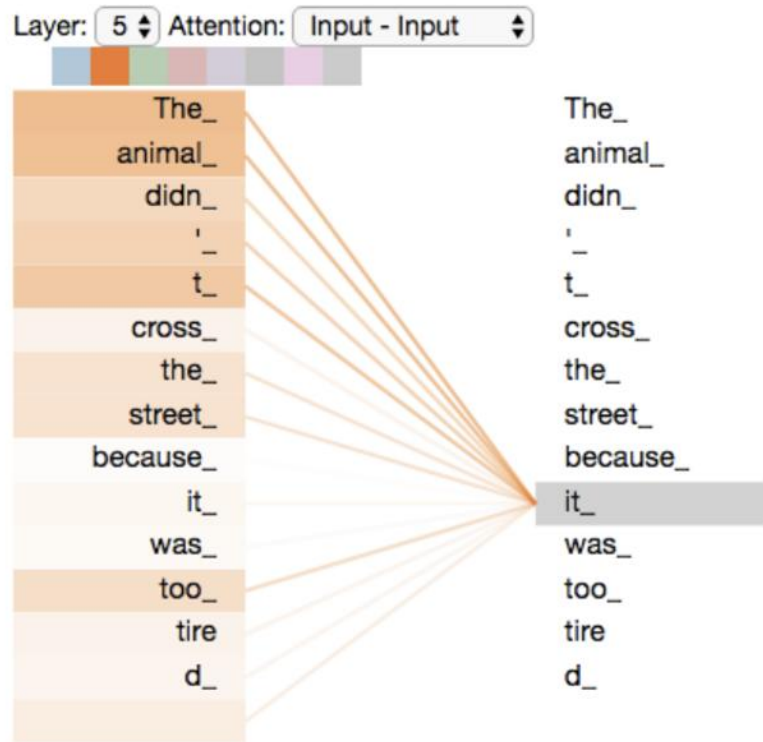 Layer: 5 Attention: Input - Input
The_ The_
animal_ animal_
didn_ didn_
'_ '_
t_ t_
cross_ cross_
the_ the_
street_ street_
because_ because_
it_ it_
was_ was_
too_ too_
tire tire
d_ d_